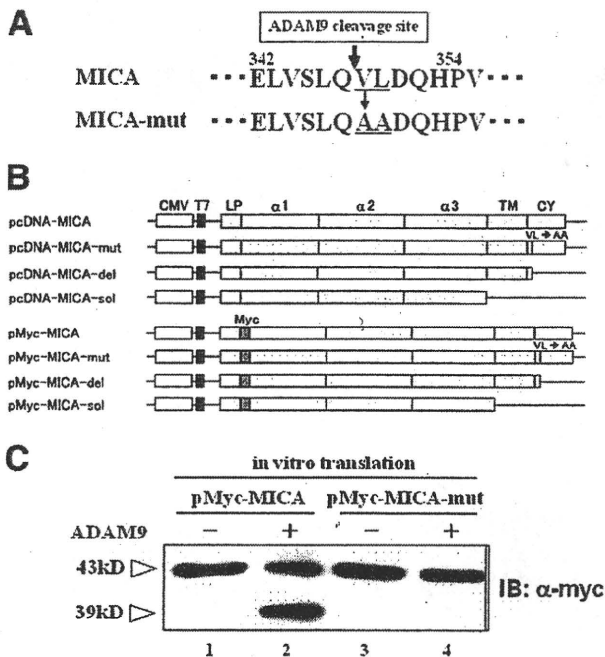 A
ADAM9 cleavage site
342 354
MICA ••• ELVSLQVLDQHPV •••
MICA-mut ••• ELVSLQAADQHPV •••
B
CMV T7 LP α1 α2 α3 TM CY
pcDNA-MICA
VL→AA
pcDNA-MICA-mut
pcDNA-MICA-del
pcDNA-MICA-sol
Myc
pMyc-MICA
VL→AA
pMyc-MICA-mut
pMyc-MICA-del
pMyc-MICA-sol
C
in vitro translation
pMyc-MICA pMyc-MICA-mut
ADAM9 − + − +
43kD
39kD
IB: α-myc
1 2 3 4